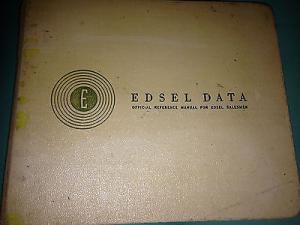 E
EDSEL DATA
OFFICIAL REFERENCE MANUAL FOR EDSEL SALESMEN